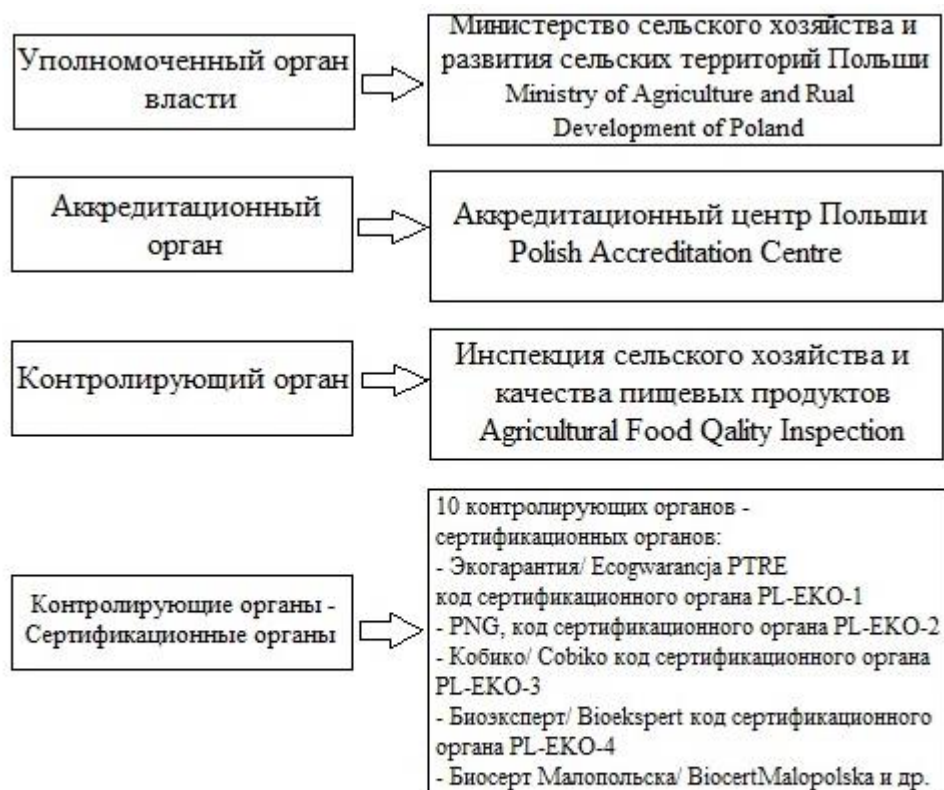 Уполномоченный орган
власти
Министерство сельского хозяйства и
развития сельских территорий Польши
Ministry of Agriculture and Rual
Development of Poland
Аккредитационный
орган
Аккредитационный центр Польши
Polish Accreditation Centre
Контролирующий орган
Инспекция сельского хозяйства и
качества пищевых продуктов
Agricultural Food Qality Inspection
Контролирующие органы -
Сертификационные органы
10 контролирующих органов -
сертификационных органов:
- Экогарантия/ Ecogwarancja PTRE
код сертификационного органа PL-EKO-1
- PNG, код сертификационного органа PL-EKO-2
- Кобико/ Cobiko код сертификационного органа
PL-EKO-3
- Биоэксперт/ Bioekspert код сертификационного
органа PL-EKO-4
- Биосерт Малопольска/ BiocertMalopolska и др.